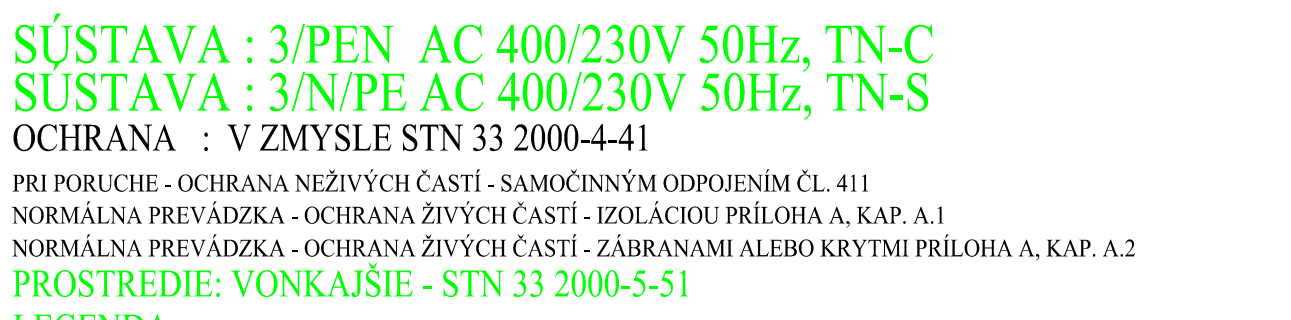 SÚSTAVA : 3/PEN AC 400/230V 50Hz, TN-C
SÚSTAVA : 3/N/PE AC 400/230V 50Hz, TN-S
OCHRANA : V ZMYSLE STN 33 2000-4-41
PRI PORUCHE - OCHRANA NEŽIVÝCH ČASTÍ - SAMOČINNÝM ODPOJENÍM ČL. 411
NORMÁLNA PREVÁDZKA - OCHRANA ŽIVÝCH ČASTÍ - IZOLÁCIOU PRÍLOHA A, KAP. A.1
NORMÁLNA PREVÁDZKA - OCHRANA ŽIVÝCH ČASTÍ - ZÁBRANAMI ALEBO KRYTMI PRÍLOHA A, KAP. A.2
PROSTREDIE: VONKAJŠIE - STN 33 2000-5-51